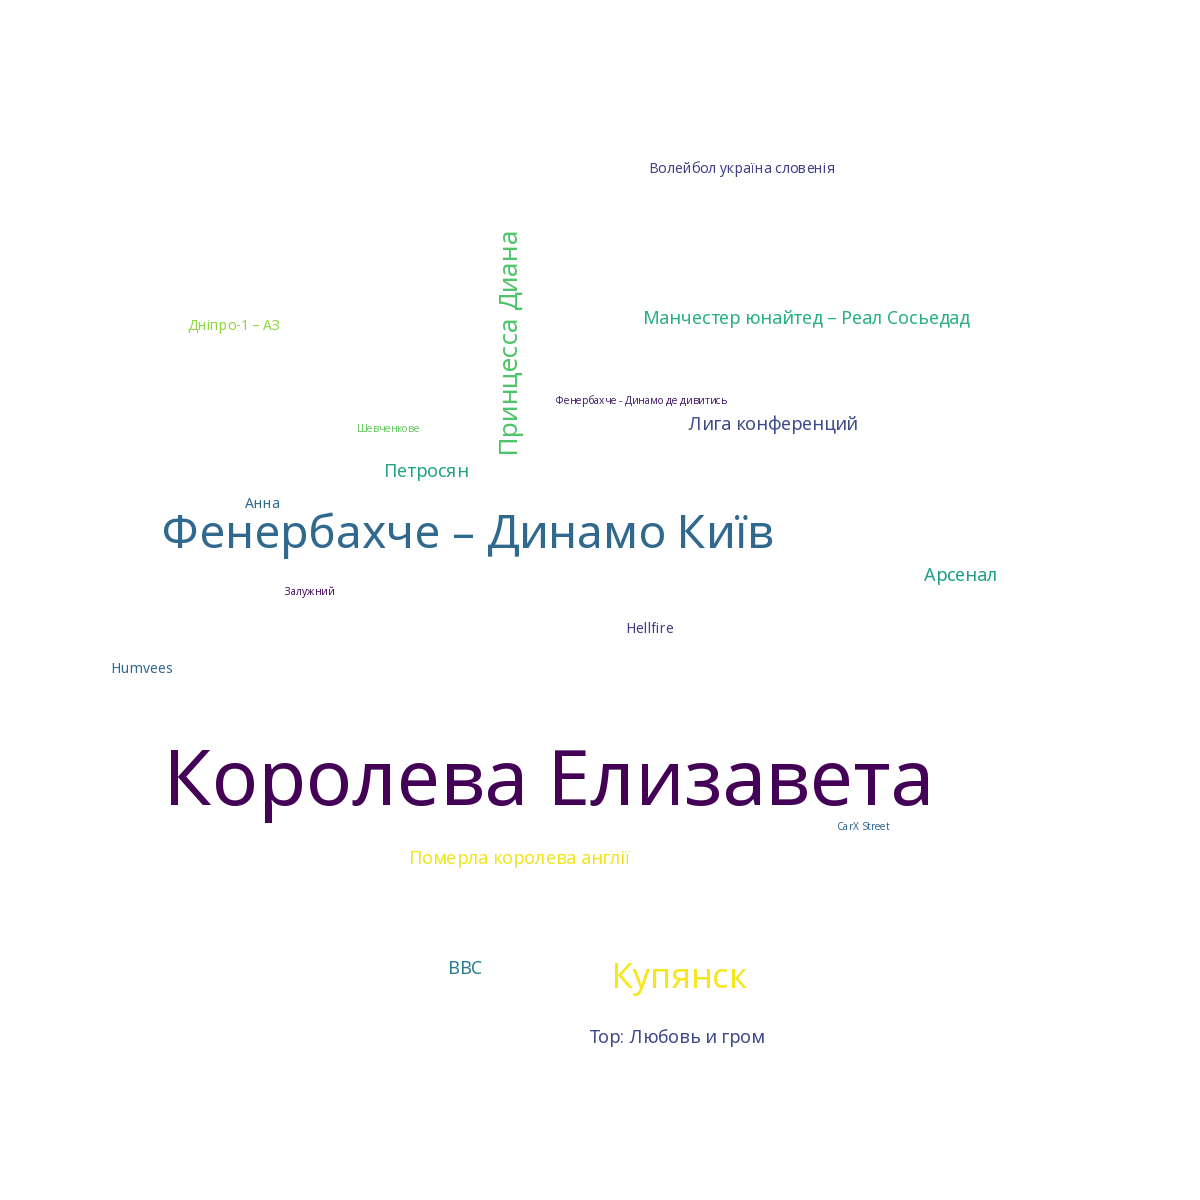 Волейбол україна словенія
Принцесса Диана
Манчестер юнайтед – Реал Сосьедад
Дніпро-1 – АЗ
Фенербахче - Динамо де дивитись
Лига конференций
Шевченкове
Петросян
Анна
Фенербахче – Динамо Київ
Арсенал
Залужний
Hellfire
Humvees
Королева Елизавета
CarX Street
Померла королева англії
BBC
Купянск
Тор: Любовь и гром